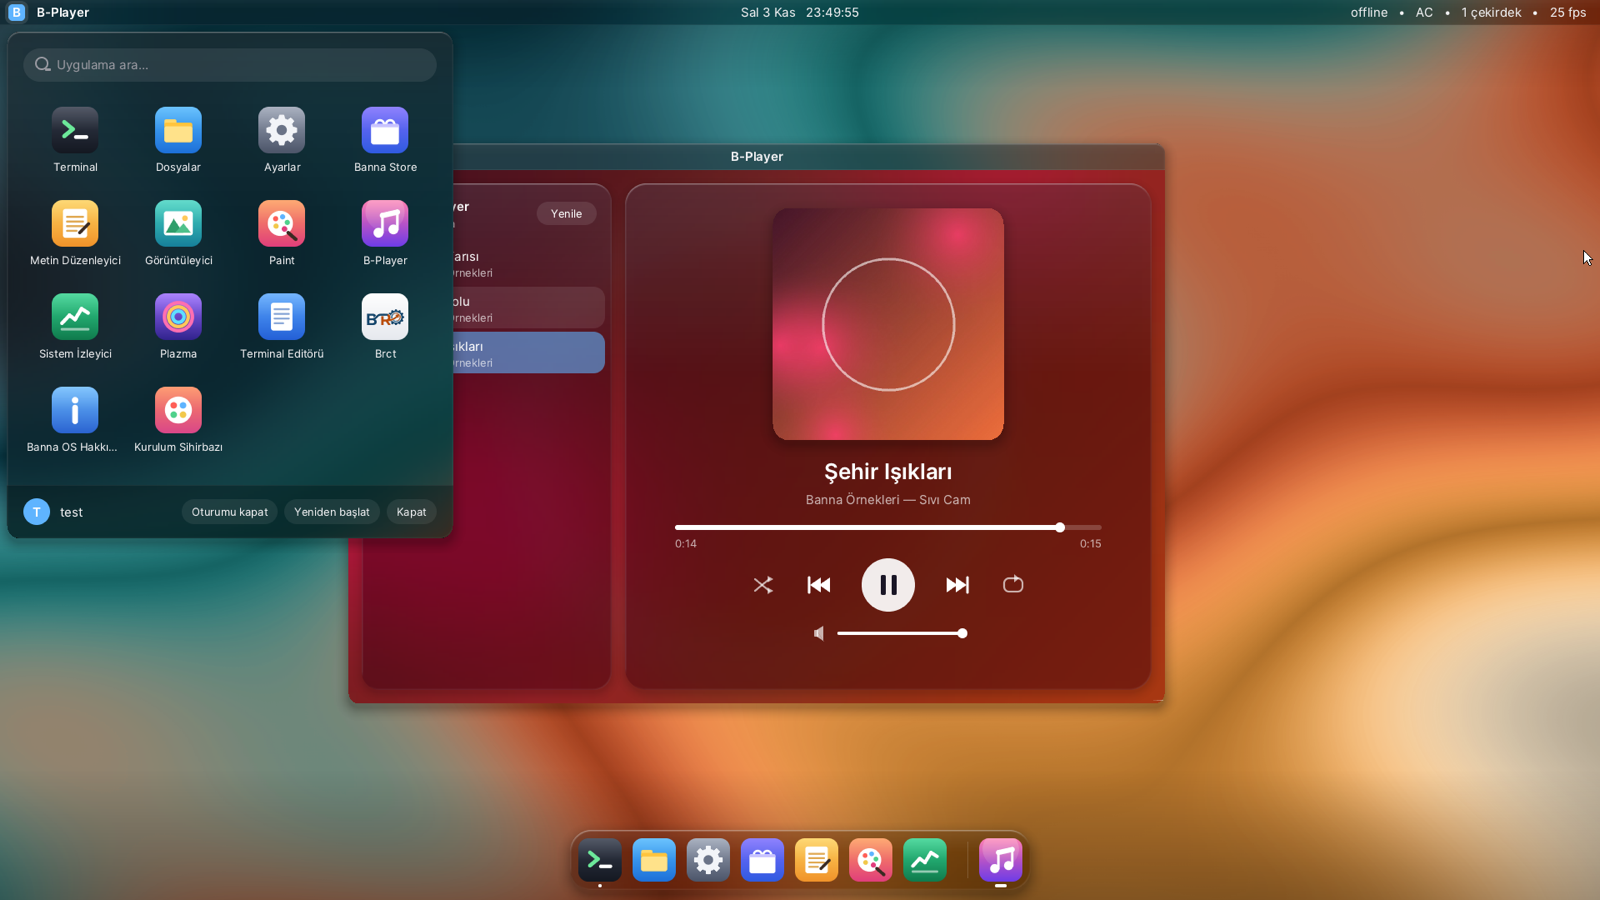 B B-Player
Sal 3 Kas 23:49:55
offline • AC • 1 çekirdek • 25 fps
Uygulama ara...
Terminal Dosyalar Ayarlar Banna Store
Metin Düzenleyici Görüntüleyici Paint B-Player
Sistem İzleyici Plazma Terminal Editörü Brct
Banna OS Hakkı... Kurulum Sihirbazı
T test Oturumu kapat Yeniden başlat Kapat
B-Player
Yenile
Şehir Işıkları
Banna Örnekleri — Sıvı Cam
0:14 0:15